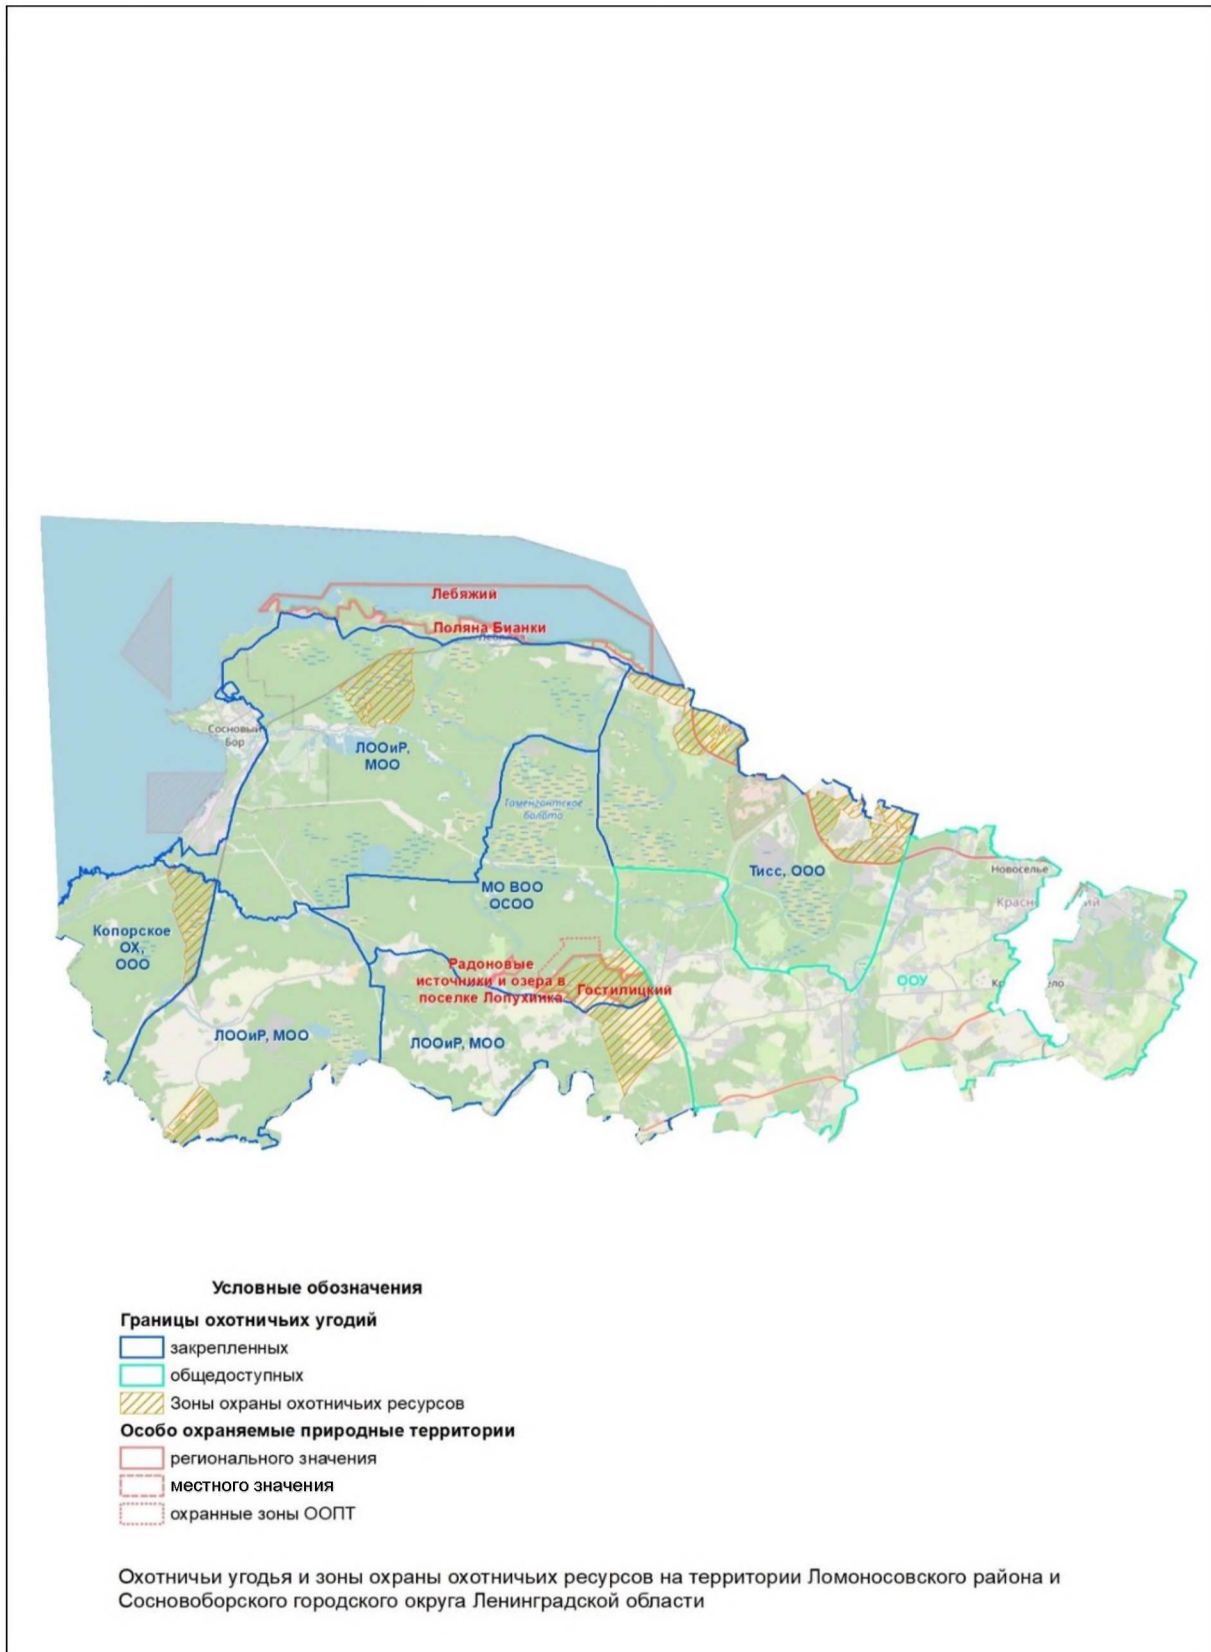 Лебяжий
Поляна Бианки
Сосновый
Бор
ЛООиР,
МОО
Таменгонтское
болото
Тисс, ООО
Новоселье
МО ВОО
ОСОО
Копорское
ОХ,
ООО
Радоновые
источники и озера в
поселке Лопухинка
Гостилицкий
ООУ
ЛООиР, МОО
ЛООиР, МОО
Условные обозначения
Границы охотничьих угодий
закрепленных
общедоступных
Зоны охраны охотничьих ресурсов
Особо охраняемые природные территории
регионального значения
местного значения
охранные зоны ООПТ
Охотничьи угодья и зоны охраны охотничьих ресурсов на территории Ломоносовского района и
Сосновоборского городского округа Ленинградской области